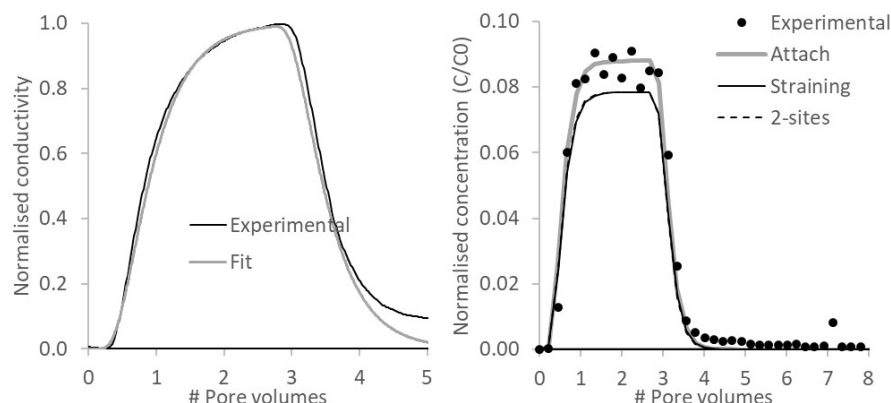 Normalised conductivity
1.0
0.8
0.6
0.4
0.2
0.0
0 1 2 3 4 5
# Pore volumes
Experimental
Fit
Normalised concentration (C/C0)
0.10
0.08
0.06
0.04
0.02
0.00
0 1 2 3 4 5 6 7 8
# Pore volumes
Experimental
Attach
Straining
2-sites